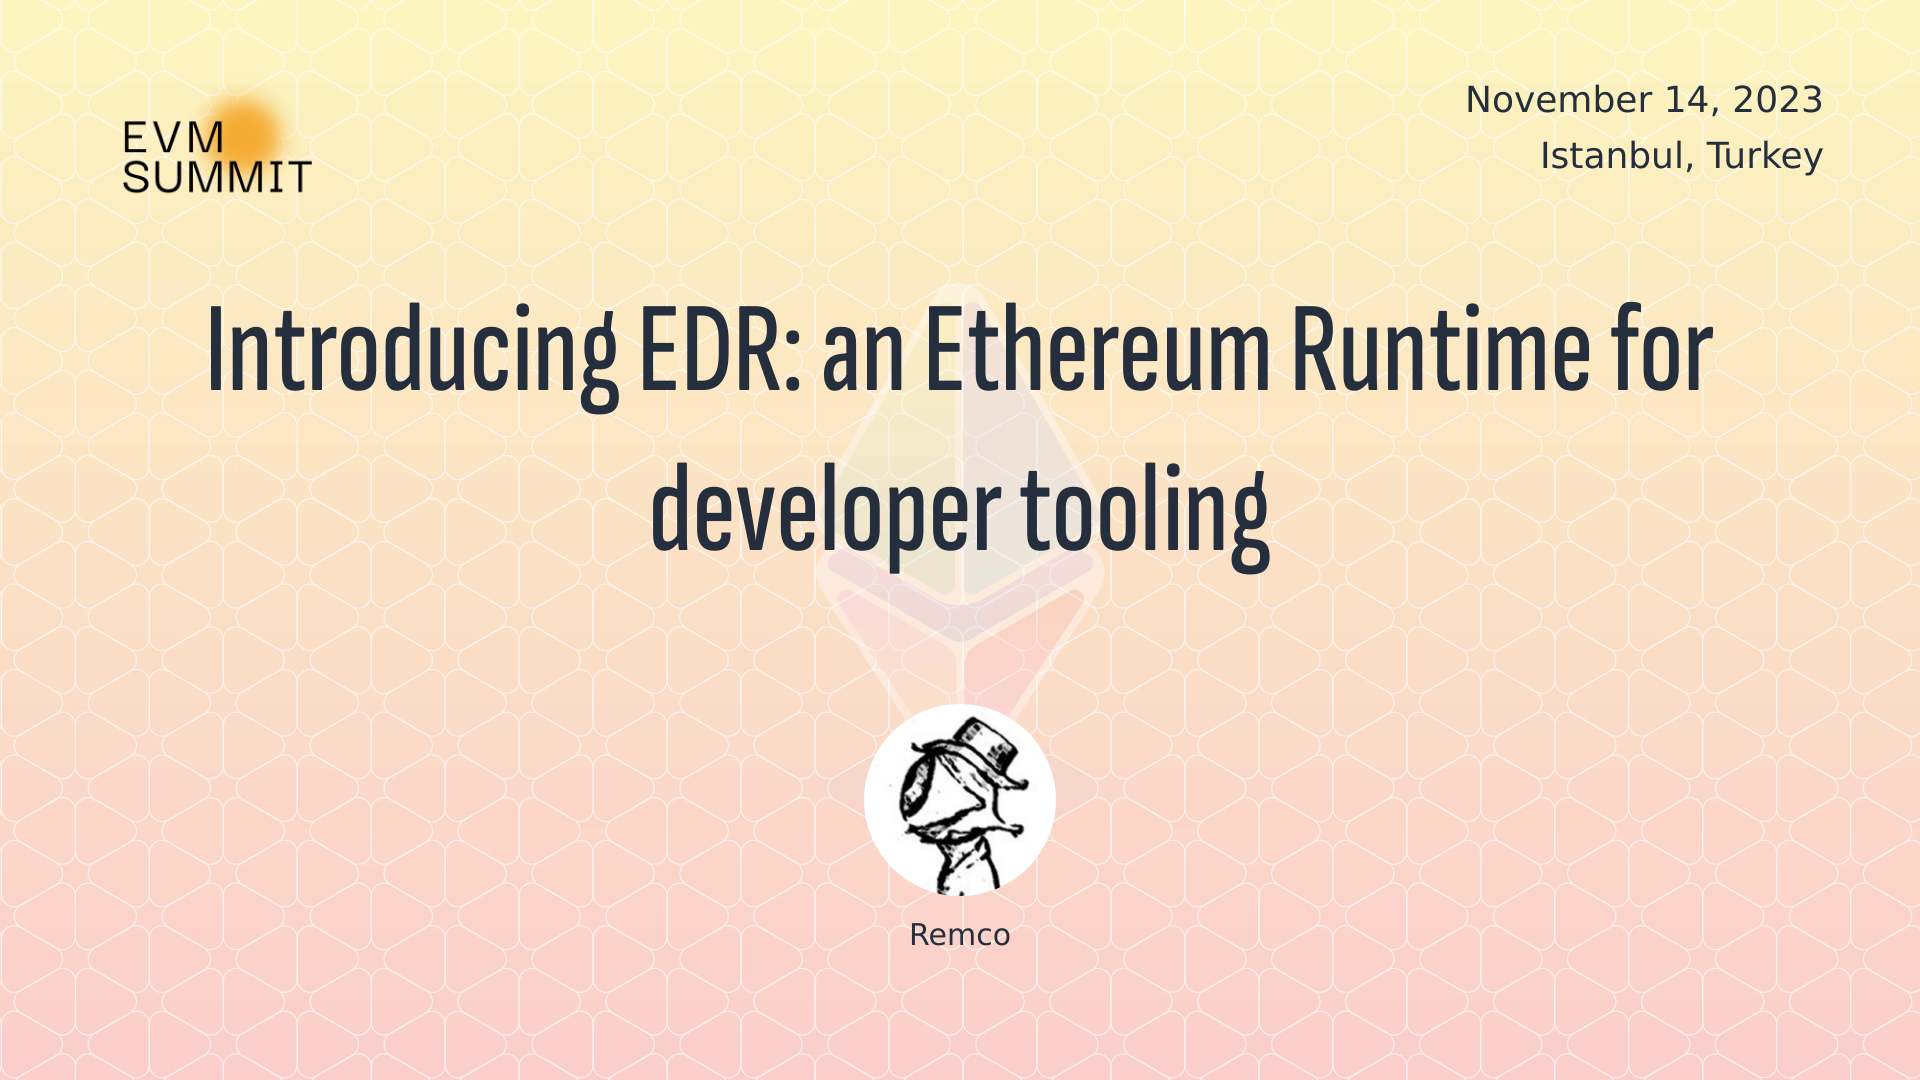 EVM
SUMMIT
November 14, 2023
Istanbul, Turkey
Introducing EDR: an Ethereum Runtime for
developer tooling
Remco